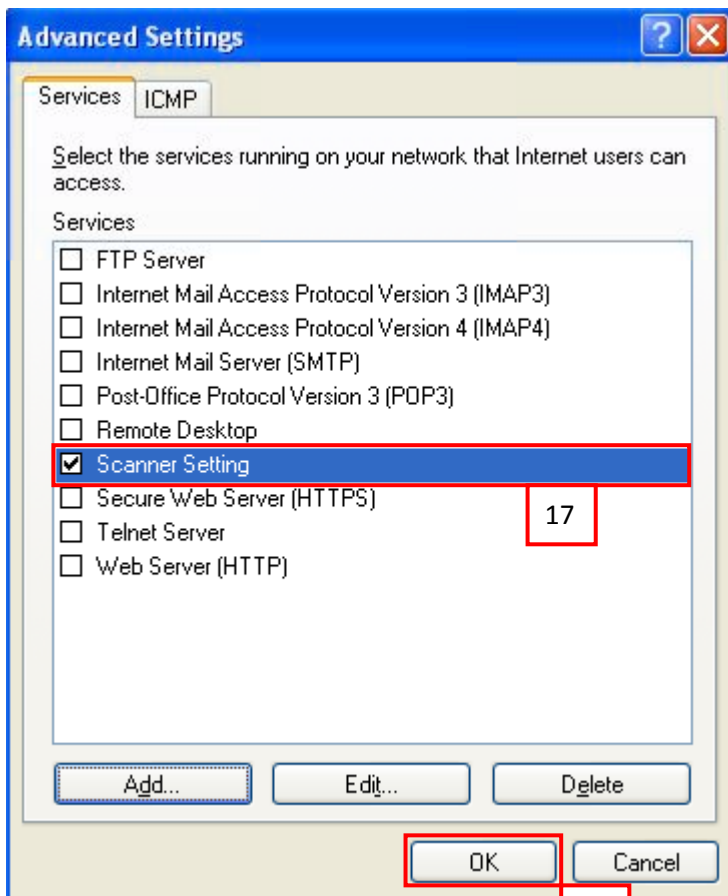 Advanced Settings
Services ICMP
Select the services running on your network that Internet users can
access.
Services
FTP Server
Internet Mail Access Protocol Version 3 (IMAP3)
Internet Mail Access Protocol Version 4 (IMAP4)
Internet Mail Server (SMTP)
Post-Office Protocol Version 3 (POP3)
Remote Desktop
Scanner Setting
Secure Web Server (HTTPS)
17
Telnet Server
Web Server (HTTP)
Add... Edit... Delete
OK Cancel